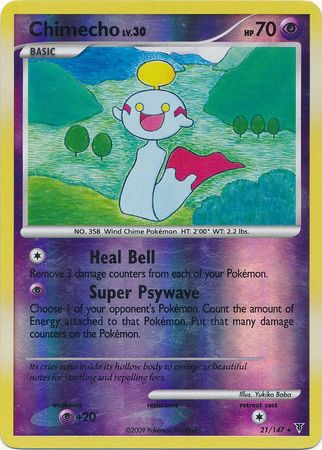 Chimecho LV.30 HP 70
BASIC
NO. 358 Wind Chime Pokémon HT: 2'00" WT: 2.2 lbs.
Heal Bell
Remove 3 damage counters from each of your Pokémon.
Super Psywave
Choose 1 of your opponent's Pokémon. Count the amount of
Energy attached to that Pokémon. Put that many damage
counters on the Pokémon.
Its cries echo inside its hollow body to emerge as beautiful
notes for startling and repelling foes.
Illus. Yukiko Baba
weakness resistance retreat cost
+20
21/147 ★
©2009 Pokémon/Nintendo